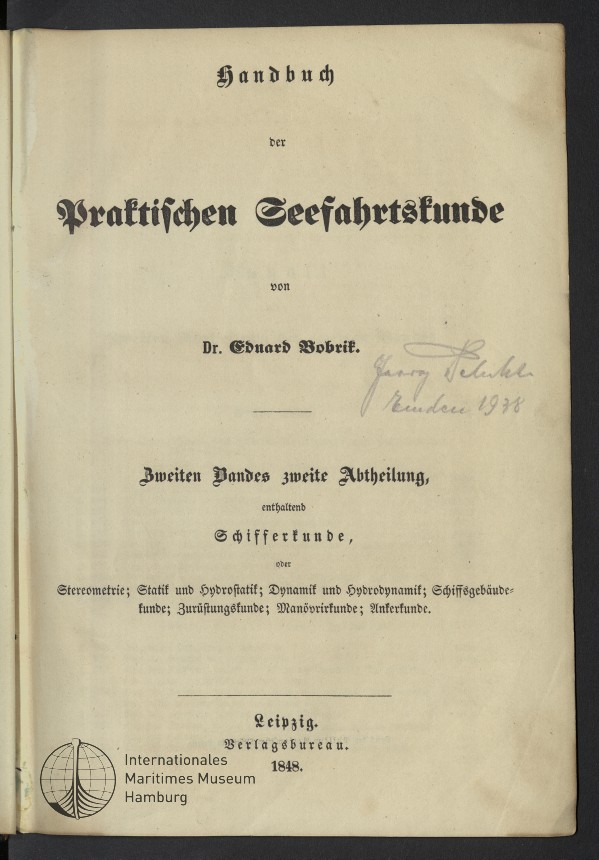 Handbuch
der
Praktischen Seefahrtskunde
von
Dr. Eduard Bobrik.
Georg
Emden 1938
Zweiten Bandes zweite Abtheilung,
enthaltend
Schifferkunde,
oder
Stereometrie; Statik und Hydrostatik; Dynamik und Hydrodynamik; Schiffsgebäude-
kunde; Zurüstungskunde; Manövrirkunde; Ankerkunde.
Leipzig.
Verlagsbureau.
1848.
Internationales
Maritimes Museum
Hamburg